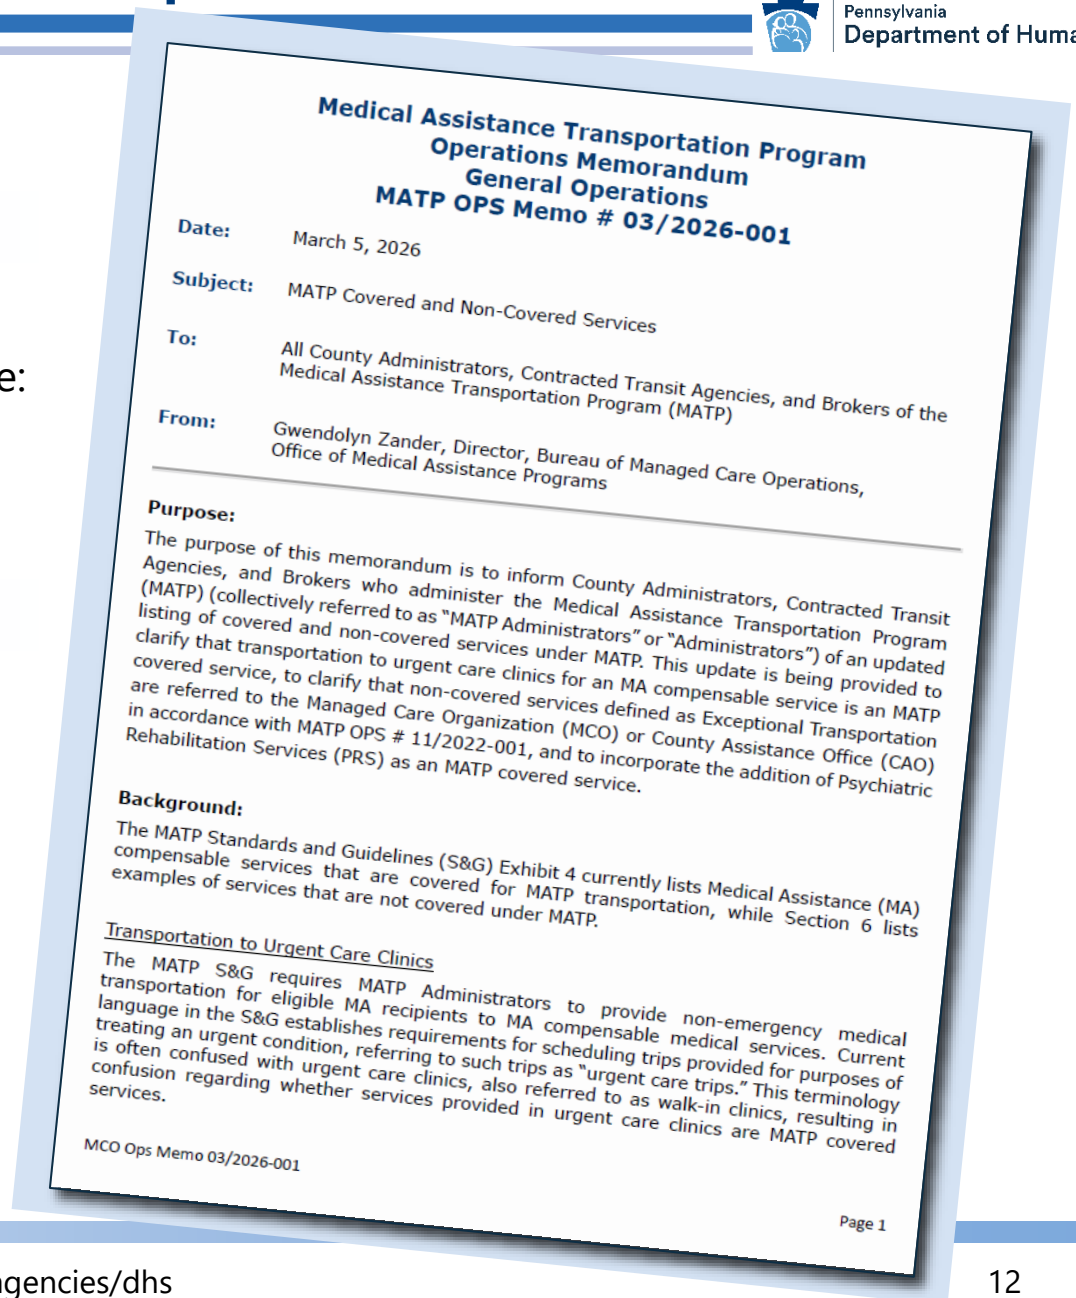 Pennsylvania
Department of Huma
Medical Assistance Transportation Program
Operations Memorandum
General Operations
MATP OPS Memo # 03/2026-001
Date: March 5, 2026
Subject: MATP Covered and Non-Covered Services
To: All County Administrators, Contracted Transit Agencies, and Brokers of the
Medical Assistance Transportation Program (MATP)
e:
From: Gwendolyn Zander, Director, Bureau of Managed Care Operations,
Office of Medical Assistance Programs
Purpose:
The purpose of this memorandum is to inform County Administrators, Contracted Transit
Agencies, and Brokers who administer the Medical Assistance Transportation Program
(MATP) (collectively referred to as “MATP Administrators” or “Administrators”) of an updated
listing of covered and non-covered services under MATP. This update is being provided to
clarify that transportation to urgent care clinics for an MA compensable service is an MATP
covered service, to clarify that non-covered services defined as Exceptional Transportation
are referred to the Managed Care Organization (MCO) or County Assistance Office (CAO)
in accordance with MATP OPS # 11/2022-001, and to incorporate the addition of Psychiatric
Rehabilitation Services (PRS) as an MATP covered service.
Background:
The MATP Standards and Guidelines (S&G) Exhibit 4 currently lists Medical Assistance (MA)
compensable services that are covered for MATP transportation, while Section 6 lists
examples of services that are not covered under MATP.
Transportation to Urgent Care Clinics
The MATP S&G requires MATP Administrators to provide non-emergency medical
transportation for eligible MA recipients to MA compensable medical services. Current
language in the S&G establishes requirements for scheduling trips provided for purposes of
treating an urgent condition, referring to such trips as “urgent care trips.” This terminology
is often confused with urgent care clinics, also referred to as walk-in clinics, resulting in
confusion regarding whether services provided in urgent care clinics are MATP covered
services.
MCO Ops Memo 03/2026-001
Page 1
gencies/dhs
12